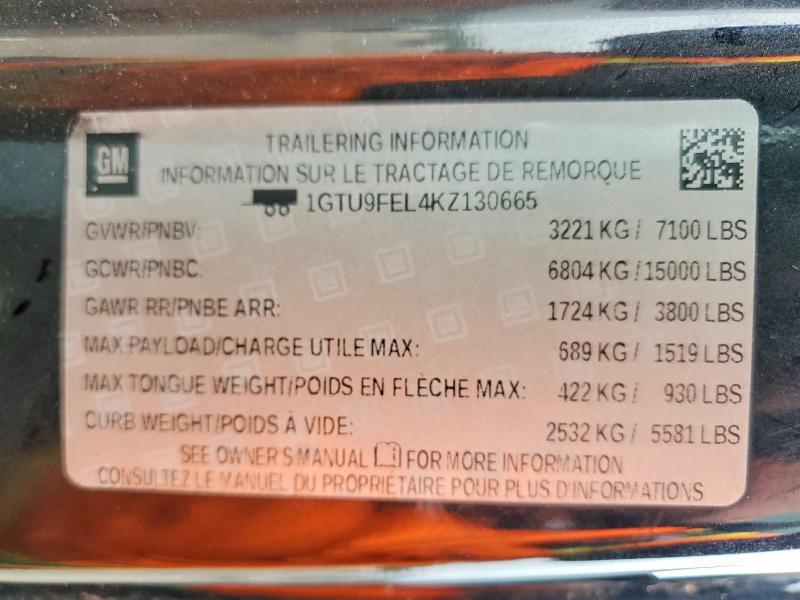 GM
TRAILERING INFORMATION
INFORMATION SUR LE TRACTAGE DE REMORQUE
1GTU9FEL4KZ130665
GVWR/PNBV: 3221 KG / 7100 LBS
GCWR/PNBC: 6804 KG / 15000 LBS
GAWR RR/PNBE ARR: 1724 KG / 3800 LBS
MAX PAYLOAD/CHARGE UTILE MAX: 689 KG / 1519 LBS
MAX TONGUE WEIGHT/POIDS EN FLÈCHE MAX: 422 KG / 930 LBS
CURB WEIGHT/POIDS À VIDE: 2532 KG / 5581 LBS
SEE OWNER'S MANUAL FOR MORE INFORMATION
CONSULTEZ LE MANUEL DU PROPRIÉTAIRE POUR PLUS D'INFORMATIONS